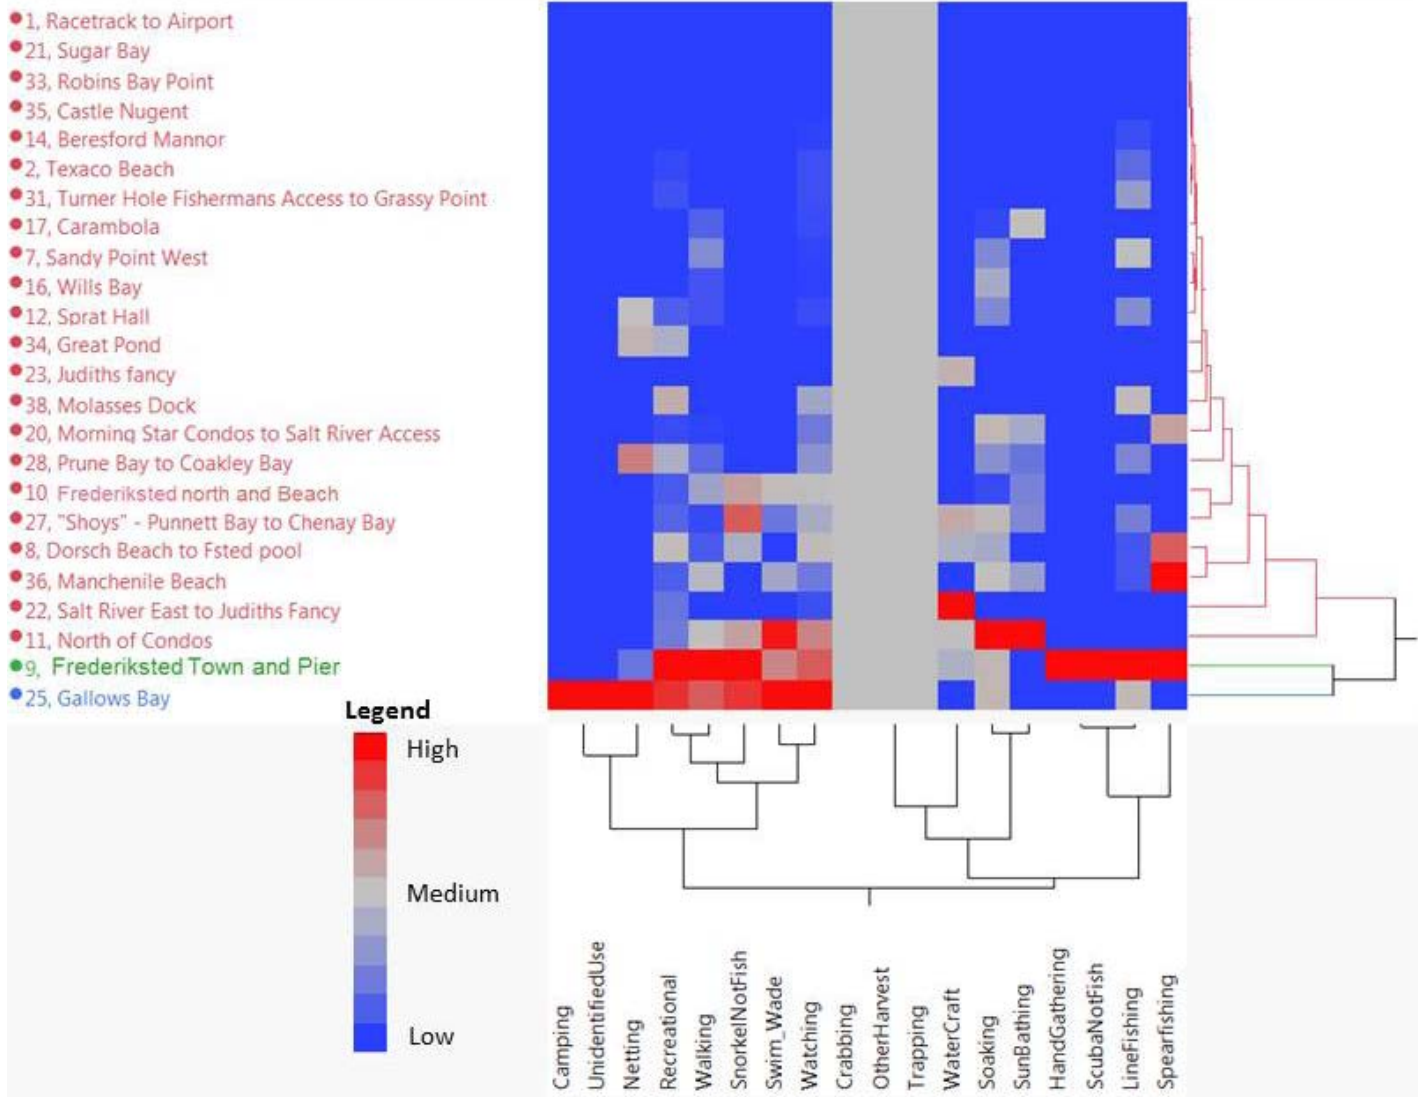 1, Racetrack to Airport
21, Sugar Bay
33, Robins Bay Point
35, Castle Nugent
14, Beresford Mannor
2, Texaco Beach
31, Turner Hole Fishermans Access to Grassy Point
17, Carambola
7, Sandy Point West
16, Wills Bay
12, Sprat Hall
34, Great Pond
23, Judiths fancy
38, Molasses Dock
20, Morning Star Condos to Salt River Access
28, Prune Bay to Coakley Bay
10 Frederiksted north and Beach
27, "Shoys" - Punnett Bay to Chenay Bay
8, Dorsch Beach to Fsted pool
36, Manchenile Beach
22, Salt River East to Judiths Fancy
11, North of Condos
9, Frederiksted Town and Pier
25, Gallows Bay
Legend
High
Medium
Low
Camping
UnidentifiedUse
Netting
Recreational
Walking
SnorkelNotFish
Swim_Wade
Watching
Crabbing
OtherHarvest
Trapping
WaterCraft
Soaking
SunBathing
HandGathering
ScubaNotFish
LineFishing
Spearfishing